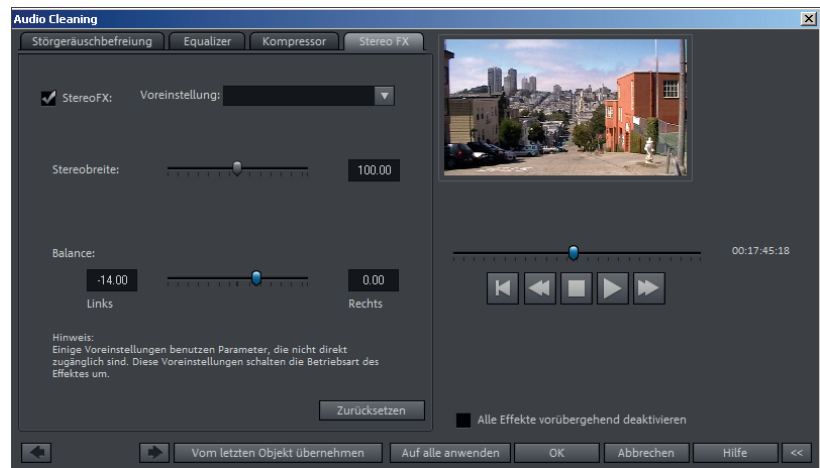 Audio Cleaning
Störgeräuschbefreiung Equalizer Kompressor Stereo FX
StereoFX: Voreinstellung:
Stereobreite: 100.00
00:17:45:18
Balance:
-14.00 0.00
Links Rechts
Hinweis:
Einige Voreinstellungen benutzen Parameter, die nicht direkt
zugänglich sind. Diese Voreinstellungen schalten die Betriebsart des
Effektes um.
Zurücksetzen
Alle Effekte vorübergehend deaktivieren
Vom letzten Objekt übernehmen Auf alle anwenden OK Abbrechen Hilfe <<